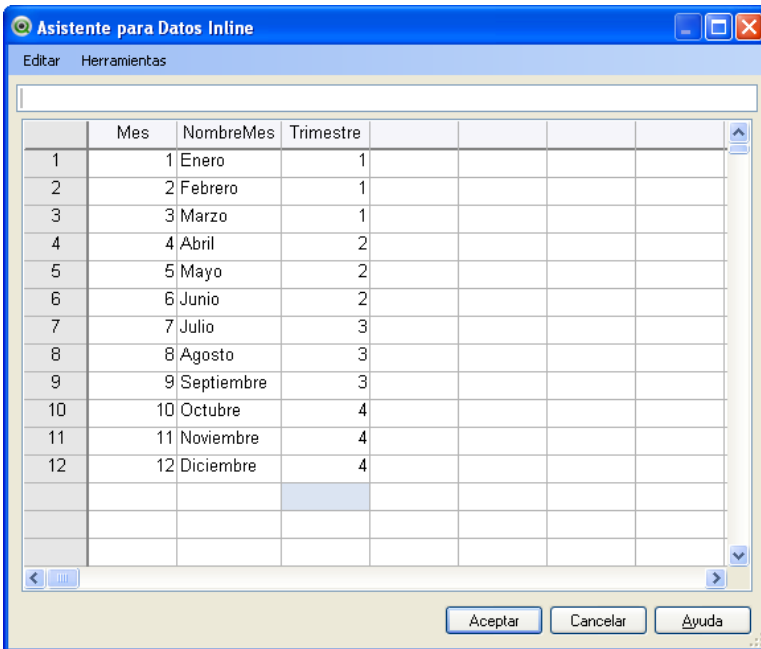 Asistente para Datos Inline
Editar Herramientas
Mes NombreMes Trimestre
1 1 Enero 1
2 2 Febrero 1
3 3 Marzo 1
4 4 Abril 2
5 5 Mayo 2
6 6 Junio 2
7 7 Julio 3
8 8 Agosto 3
9 9 Septiembre 3
10 10 Octubre 4
11 11 Noviembre 4
12 12 Diciembre 4
Aceptar Cancelar Ayuda